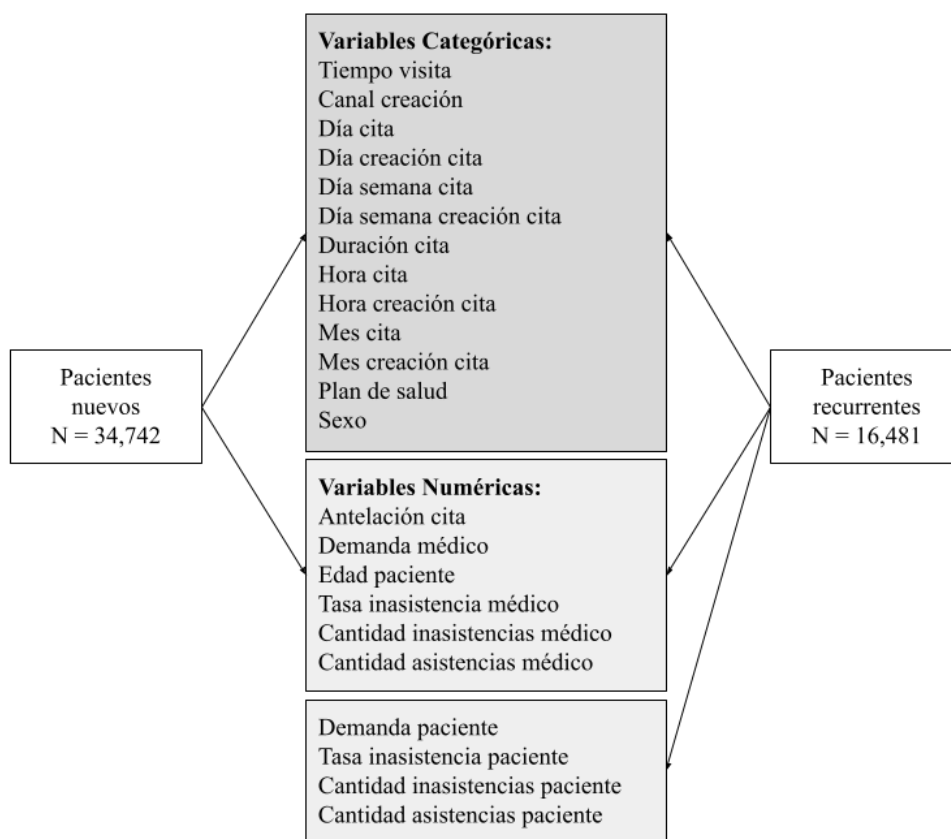 Variables Categóricas:
Tiempo visita
Canal creación
Día cita
Día creación cita
Día semana cita
Día semana creación cita
Duración cita
Hora cita
Hora creación cita
Mes cita
Mes creación cita
Plan de salud
Sexo
Pacientes
nuevos
N = 34,742
Pacientes
recurrentes
N = 16,481
Variables Numéricas:
Antelación cita
Demanda médico
Edad paciente
Tasa inasistencia médico
Cantidad inasistencias médico
Cantidad asistencias médico
Demanda paciente
Tasa inasistencia paciente
Cantidad inasistencias paciente
Cantidad asistencias paciente